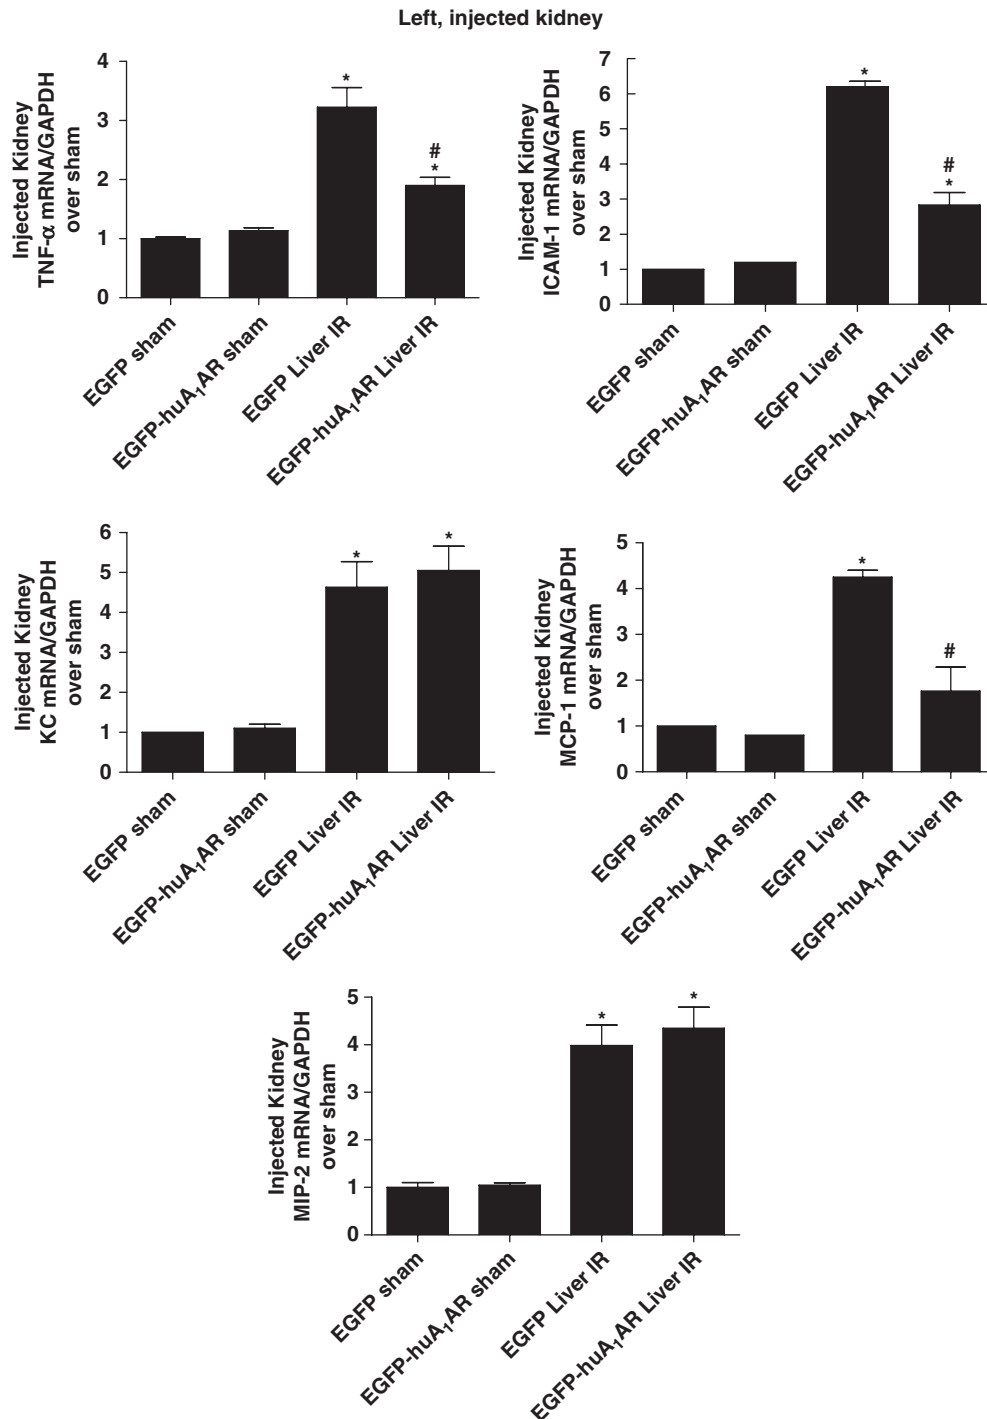 Left, injected kidney
Injected Kidney
TNF-α mRNA/GAPDH
over sham
4
3
2
1
0
*
#
*
EGFP sham
EGFP-huA₁AR sham
EGFP Liver IR
EGFP-huA₁AR Liver IR
Injected Kidney
ICAM-1 mRNA/GAPDH
over sham
7
6
5
4
3
2
1
0
*
#
*
EGFP sham
EGFP-huA₁AR sham
EGFP Liver IR
EGFP-huA₁AR Liver IR
Injected Kidney
KC mRNA/GAPDH
over sham
6
5
4
3
2
1
0
*
*
EGFP sham
EGFP-huA₁AR sham
EGFP Liver IR
EGFP-huA₁AR Liver IR
Injected Kidney
MCP-1 mRNA/GAPDH
over sham
5
4
3
2
1
0
*
#
EGFP sham
EGFP-huA₁AR sham
EGFP Liver IR
EGFP-huA₁AR Liver IR
Injected Kidney
MIP-2 mRNA/GAPDH
over sham
5
4
3
2
1
0
*
*
EGFP sham
EGFP-huA₁AR sham
EGFP Liver IR
EGFP-huA₁AR Liver IR